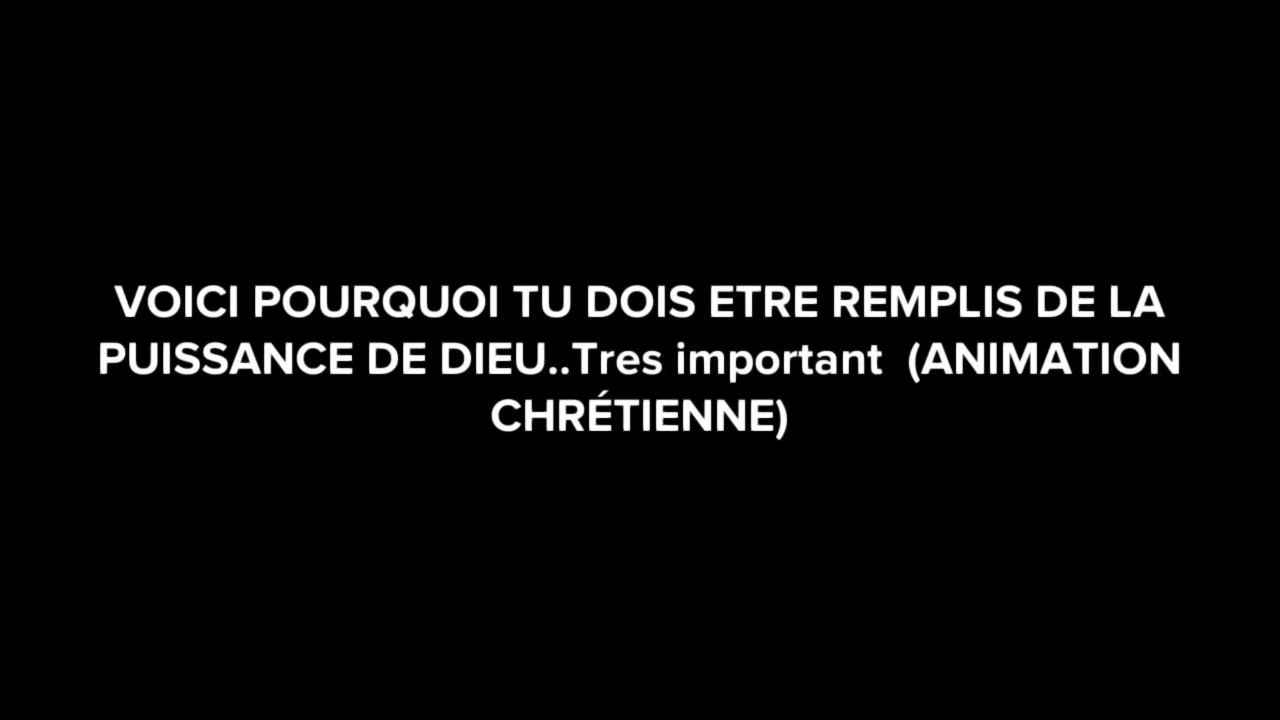 VOICI POURQUOI TU DOIS ETRE REMPLIS DE LA
PUISSANCE DE DIEU..Tres important  (ANIMATION
CHRÉTIENNE)